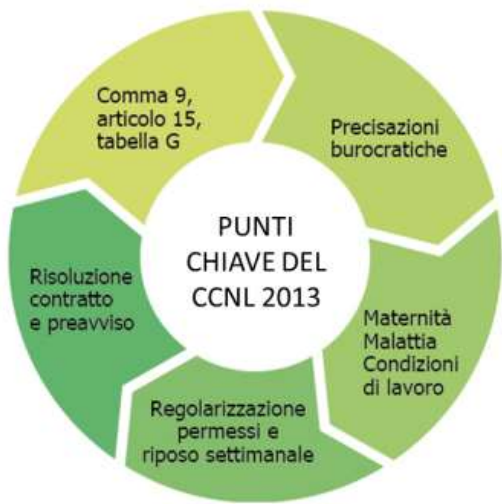 Comma 9,
articolo 15,
tabella G
Precisazioni
burocratiche
Maternità
Malattia
Condizioni
di lavoro
Regolarizzazione
permessi e
riposo settimanale
Risoluzione
contratto
e preavviso
PUNTI
CHIAVE DEL
CCNL 2013